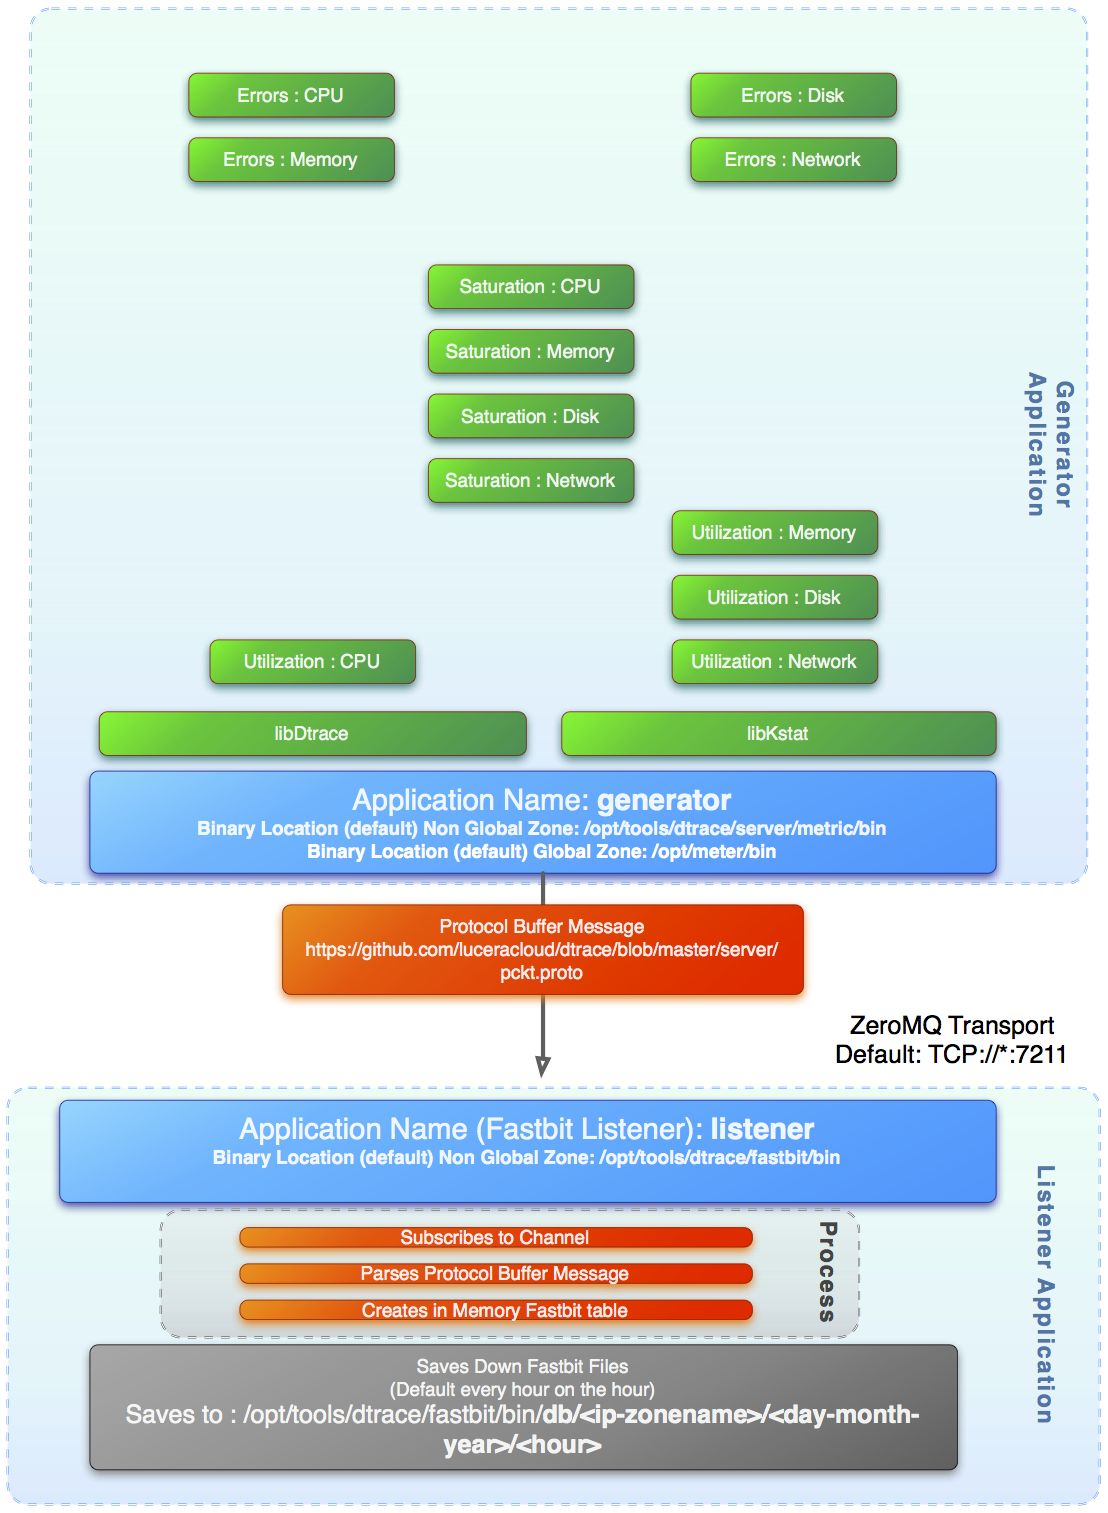 Errors : CPU
Errors : Disk
Errors : Memory
Errors : Network
Saturation : CPU
Saturation : Memory
Saturation : Disk
Saturation : Network
Generator
Application
Utilization : Memory
Utilization : Disk
Utilization : CPU
Utilization : Network
libDtrace
libKstat
Application Name: generator
Binary Location (default) Non Global Zone: /opt/tools/dtrace/server/metric/bin
Binary Location (default) Global Zone: /opt/meter/bin
Protocol Buffer Message
https://github.com/luceracloud/dtrace/blob/master/server/
pckt.proto
ZeroMQ Transport
Default: TCP://*:7211
Application Name (Fastbit Listener): listener
Binary Location (default) Non Global Zone: /opt/tools/dtrace/fastbit/bin
Listener Application
Process
Subscribes to Channel
Parses Protocol Buffer Message
Creates in Memory Fastbit table
Saves Down Fastbit Files
(Default every hour on the hour)
Saves to : /opt/tools/dtrace/fastbit/bin/db/<ip-zonename>/<day-month-
year>/<hour>